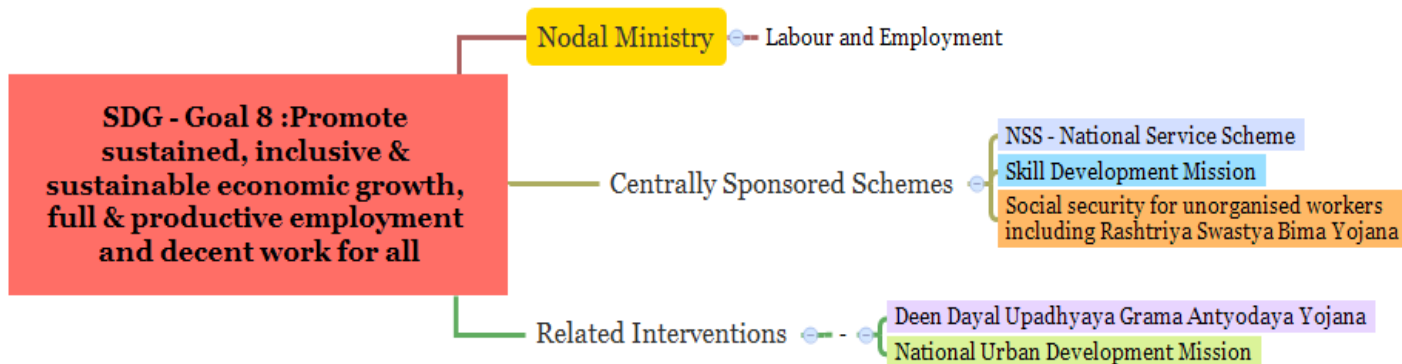 SDG - Goal 8 :Promote
sustained, inclusive &
sustainable economic growth,
full & productive employment
and decent work for all
Nodal Ministry
Labour and Employment
Centrally Sponsored Schemes
NSS - National Service Scheme
Skill Development Mission
Social security for unorganised workers
including Rashtriya Swastya Bima Yojana
Related Interventions
-
Deen Dayal Upadhyaya Grama Antyodaya Yojana
National Urban Development Mission